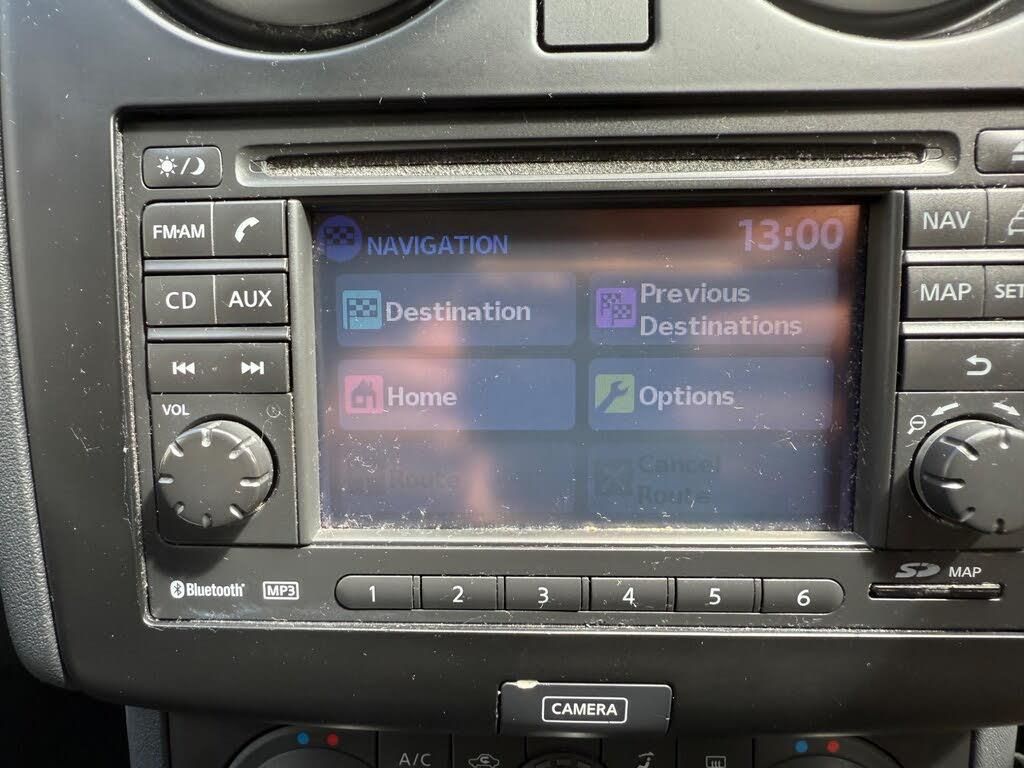 FM·AM
CD AUX
VOL
NAVIGATION 13:00
Destination
Previous
Destinations
Home
Options
Route
Cancel
Route
NAV
MAP SET
Bluetooth MP3
1 2 3 4 5 6
SD MAP
CAMERA
A/C